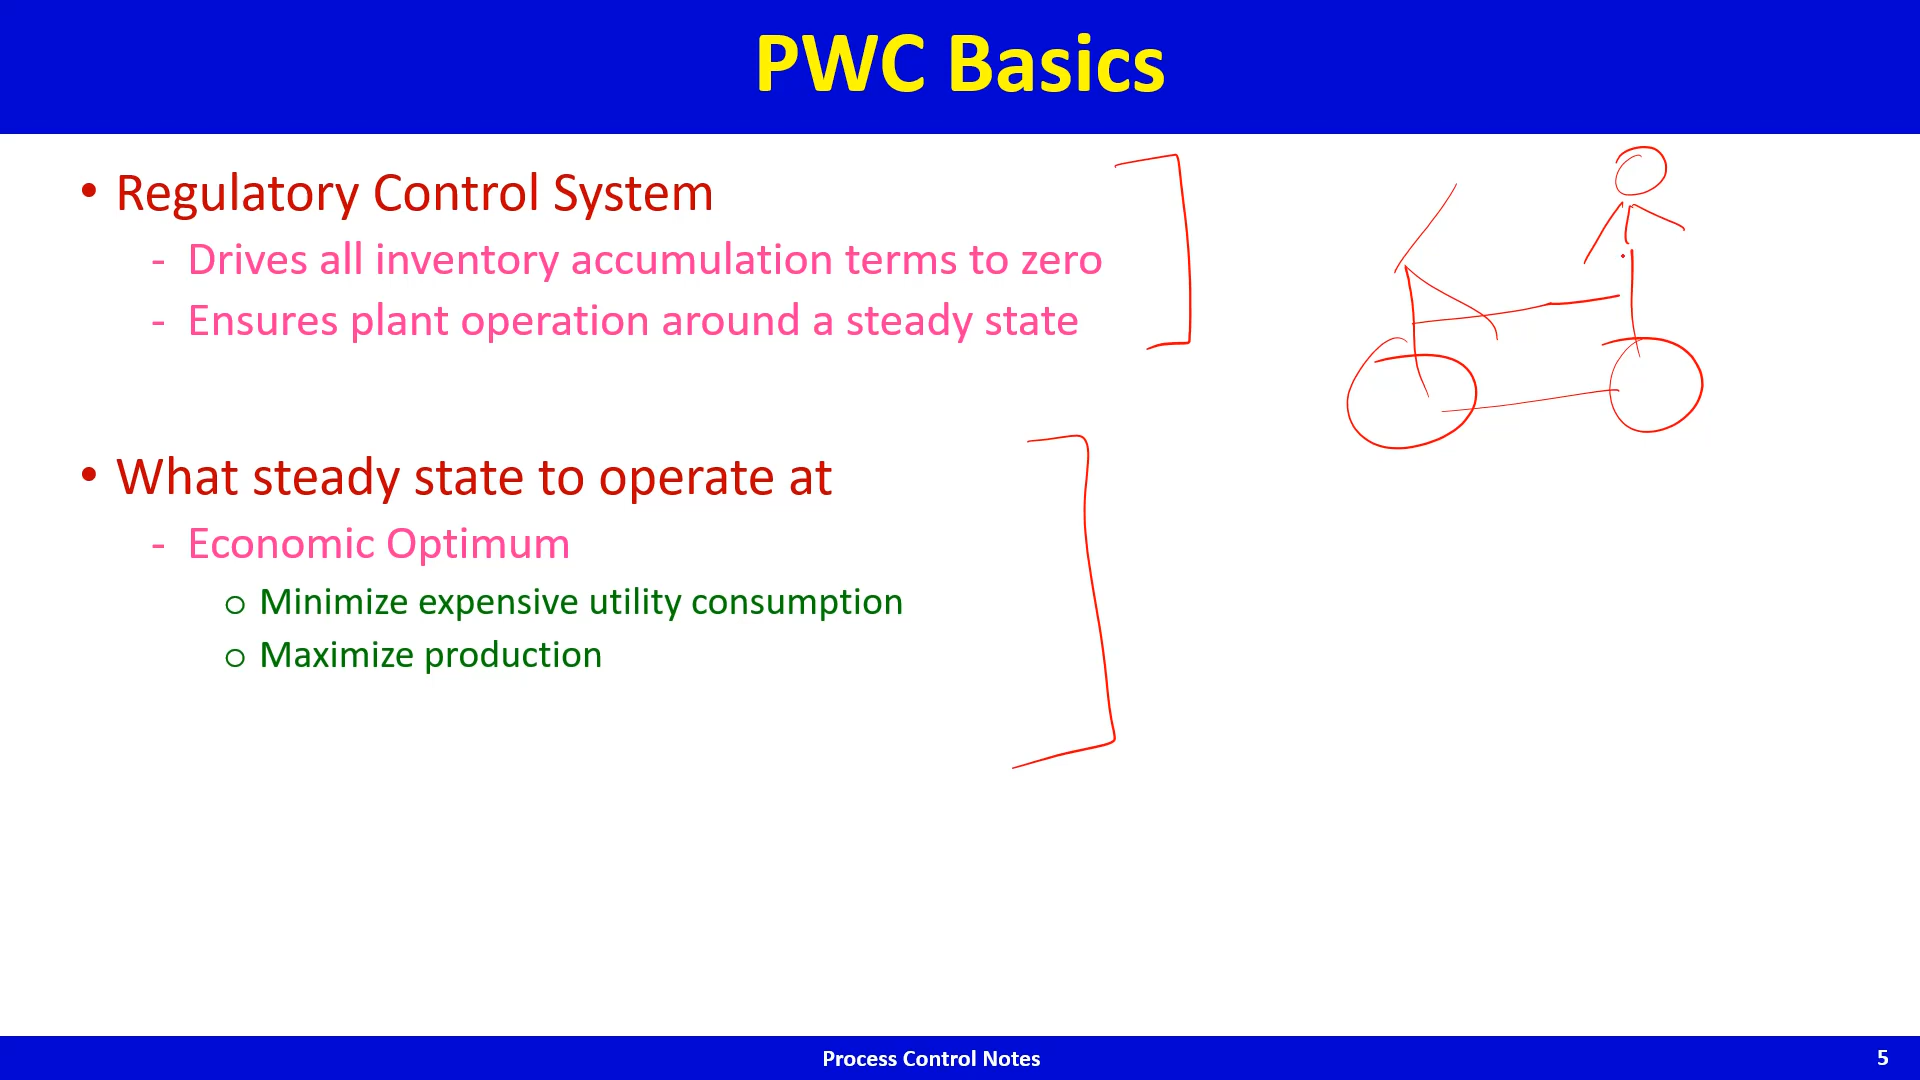 PWC Basics
• Regulatory Control System
- Drives all inventory accumulation terms to zero
- Ensures plant operation around a steady state
• What steady state to operate at
- Economic Optimum
o Minimize expensive utility consumption
o Maximize production
Process Control Notes
5